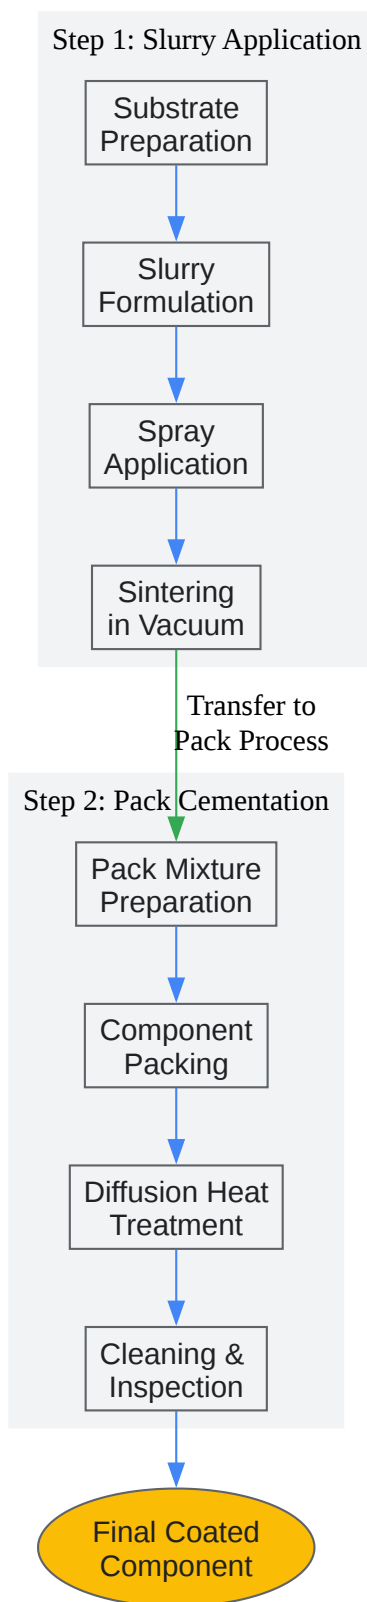 Step 1: Slurry Application
Substrate
Preparation
Slurry
Formulation
Spray
Application
Sintering
in Vacuum
Transfer to
Pack Process
Step 2: Pack Cementation
Pack Mixture
Preparation
Component
Packing
Diffusion Heat
Treatment
Cleaning &
Inspection
Final Coated
Component